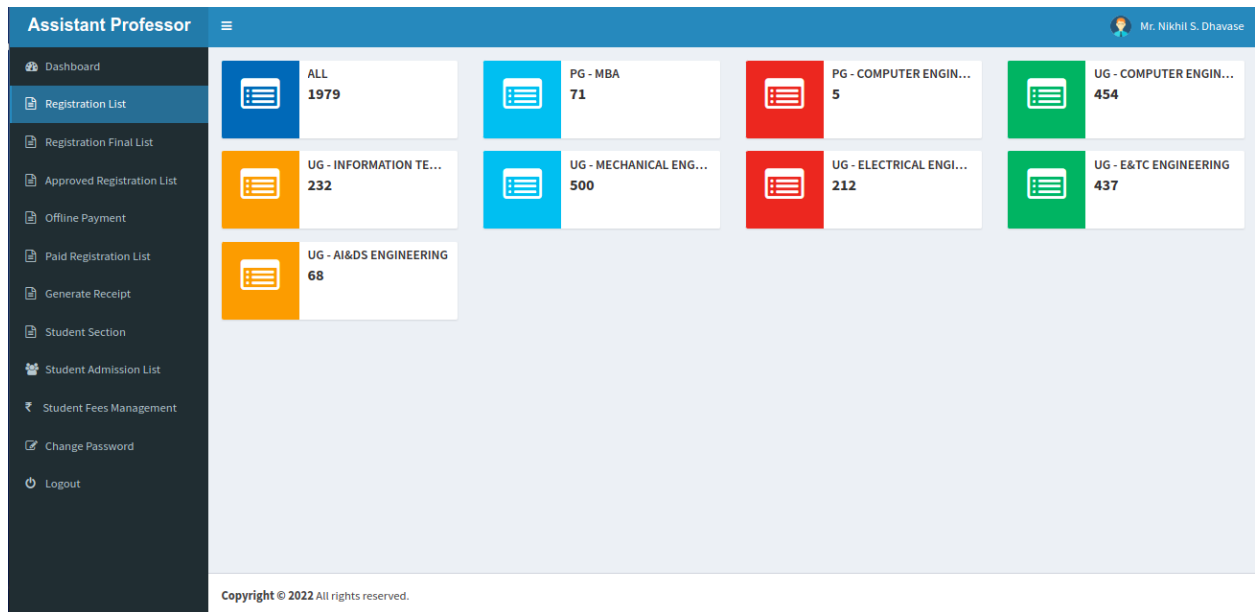 Assistant Professor
Mr. Nikhil S. Dhavase
Dashboard
Registration List
Registration Final List
Approved Registration List
Offline Payment
Paid Registration List
Generate Receipt
Student Section
Student Admission List
₹ Student Fees Management
Change Password
Logout
ALL
1979
PG - MBA
71
PG - COMPUTER ENGIN...
5
UG - COMPUTER ENGIN...
454
UG - INFORMATION TE...
232
UG - MECHANICAL ENG...
500
UG - ELECTRICAL ENGI...
212
UG - E&TC ENGINEERING
437
UG - AI&DS ENGINEERING
68
Copyright © 2022 All rights reserved.